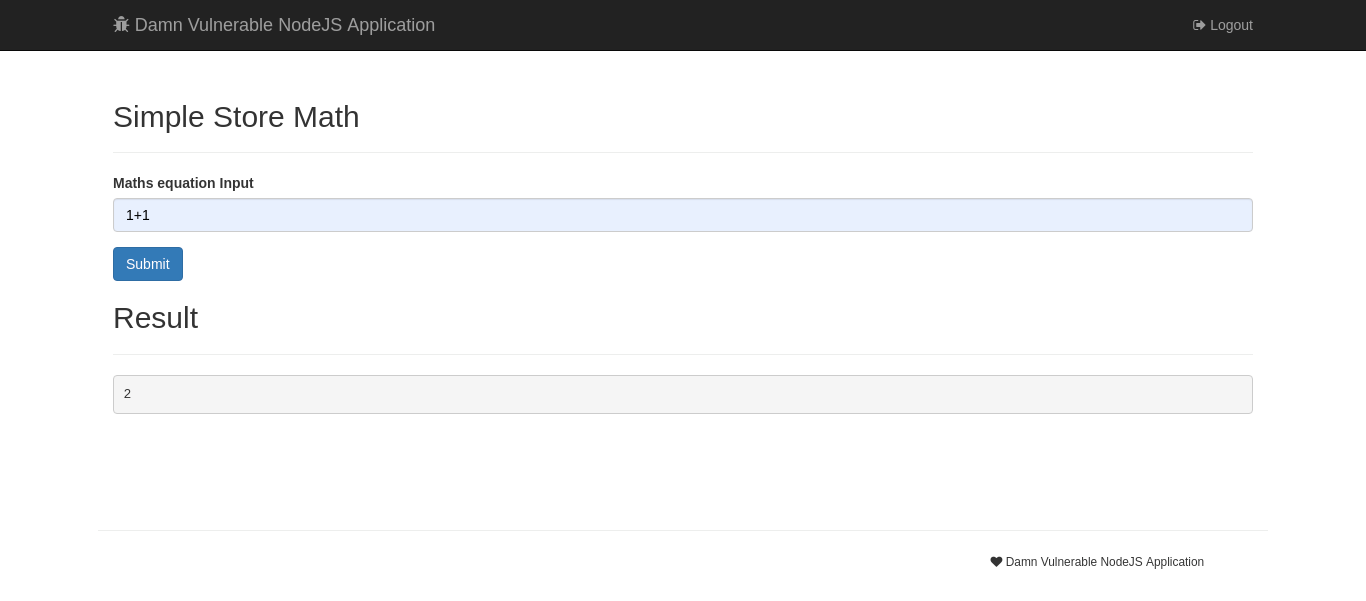 Damn Vulnerable NodeJS Application
Logout
Simple Store Math
Maths equation Input
1+1
Submit
Result
2
Damn Vulnerable NodeJS Application